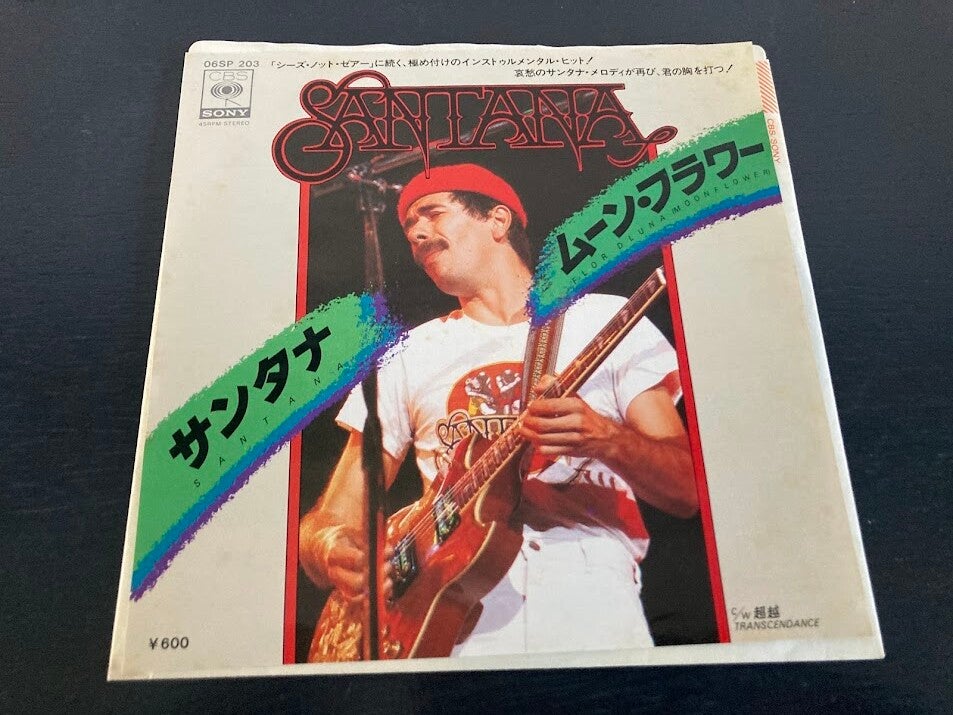 06SP 203
「シーズ・ノット・ゼアー」に続く、極め付けのインストゥルメンタル・ヒット!
哀愁のサンタナ・メロディが再び、君の胸を打つ!
CBS
SONY
45RPM STEREO
CBS SONY
SANTANA
ムーン・フラワー
FLOR DLUNA (MOONFLOWER)
サンタナ
SANTANA
¥600
C/W 超越
TRANSCENDANCE